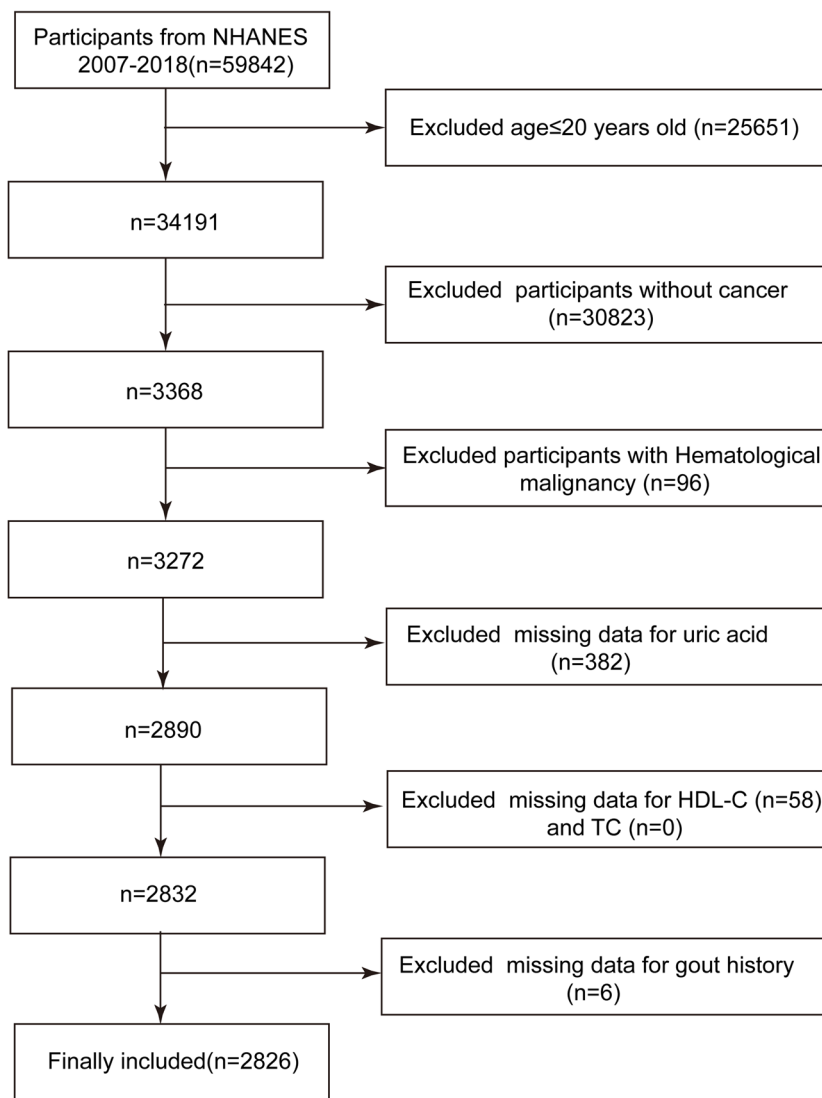 Participants from NHANES
2007-2018(n=59842)
Excluded age≤20 years old (n=25651)
n=34191
Excluded participants without cancer
(n=30823)
n=3368
Excluded participants with Hematological
malignancy (n=96)
n=3272
Excluded missing data for uric acid
(n=382)
n=2890
Excluded missing data for HDL-C (n=58)
and TC (n=0)
n=2832
Excluded missing data for gout history
(n=6)
Finally included(n=2826)